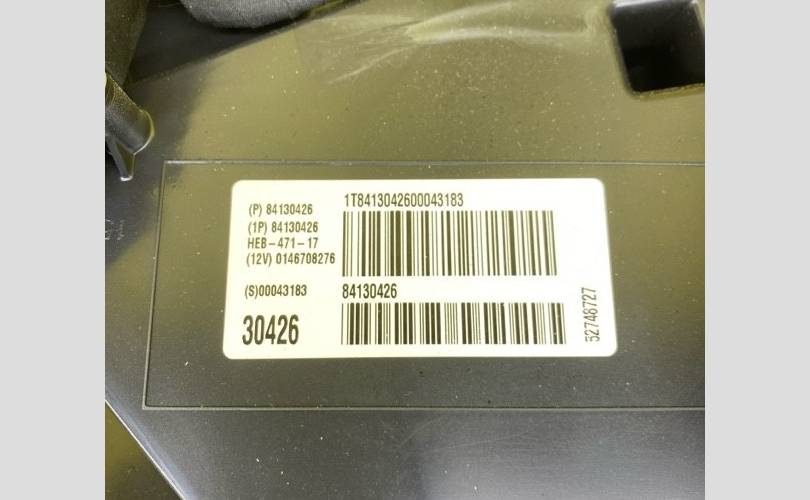 1T8413042600043183
(P) 84130426
(1P) 84130426
HEB-471-17
(12V) 0146708276
(S)00043183
84130426
30426
52748727